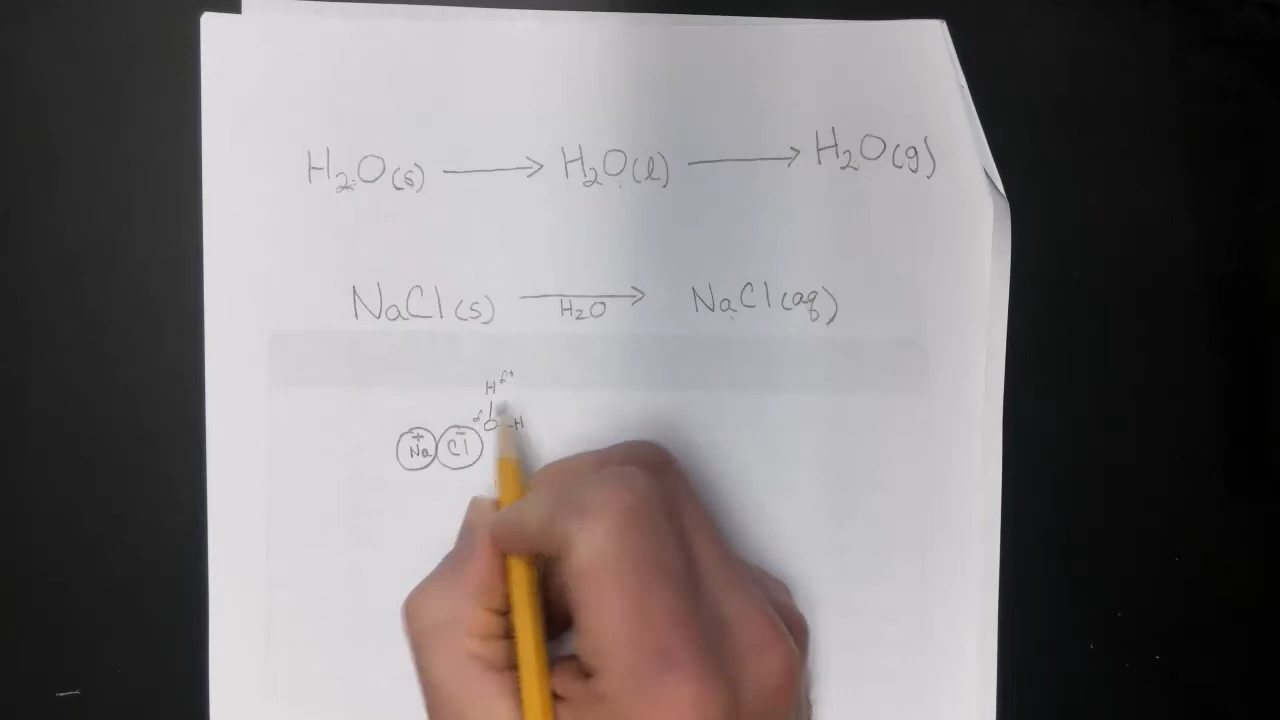 H₂O(s) ⟶ H₂O(l) ⟶ H₂O(g)
NaCl(s) ⟶ NaCl(aq)
H₂O
H δ+
δ O -H
+ −
Na Cl